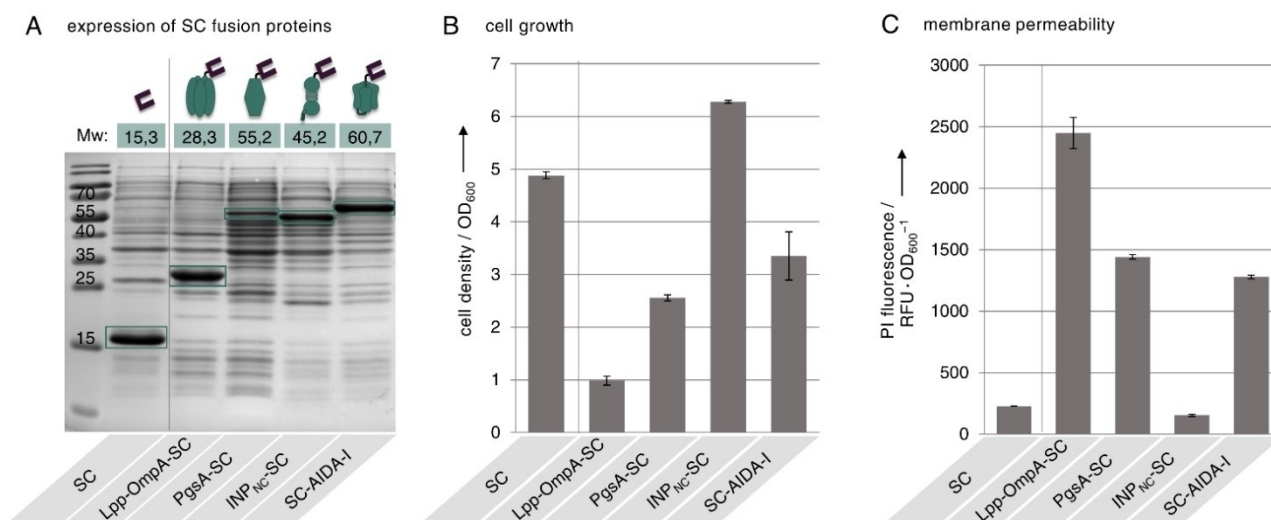 A expression of SC fusion proteins
Mw: 15,3 28,3 55,2 45,2 60,7
70
55
40
35
25
15
SC
Lpp-OmpA-SC
PgsA-SC
INP_NC-SC
SC-AIDA-I
B cell growth
cell density / OD₆₀₀
7
6
5
4
3
2
1
0
SC
Lpp-OmpA-SC
PgsA-SC
INP_NC-SC
SC-AIDA-I
C membrane permeability
PI fluorescence /
RFU · OD₆₀₀⁻¹
3000
2500
2000
1500
1000
500
0
SC
Lpp-OmpA-SC
PgsA-SC
INP_NC-SC
SC-AIDA-I